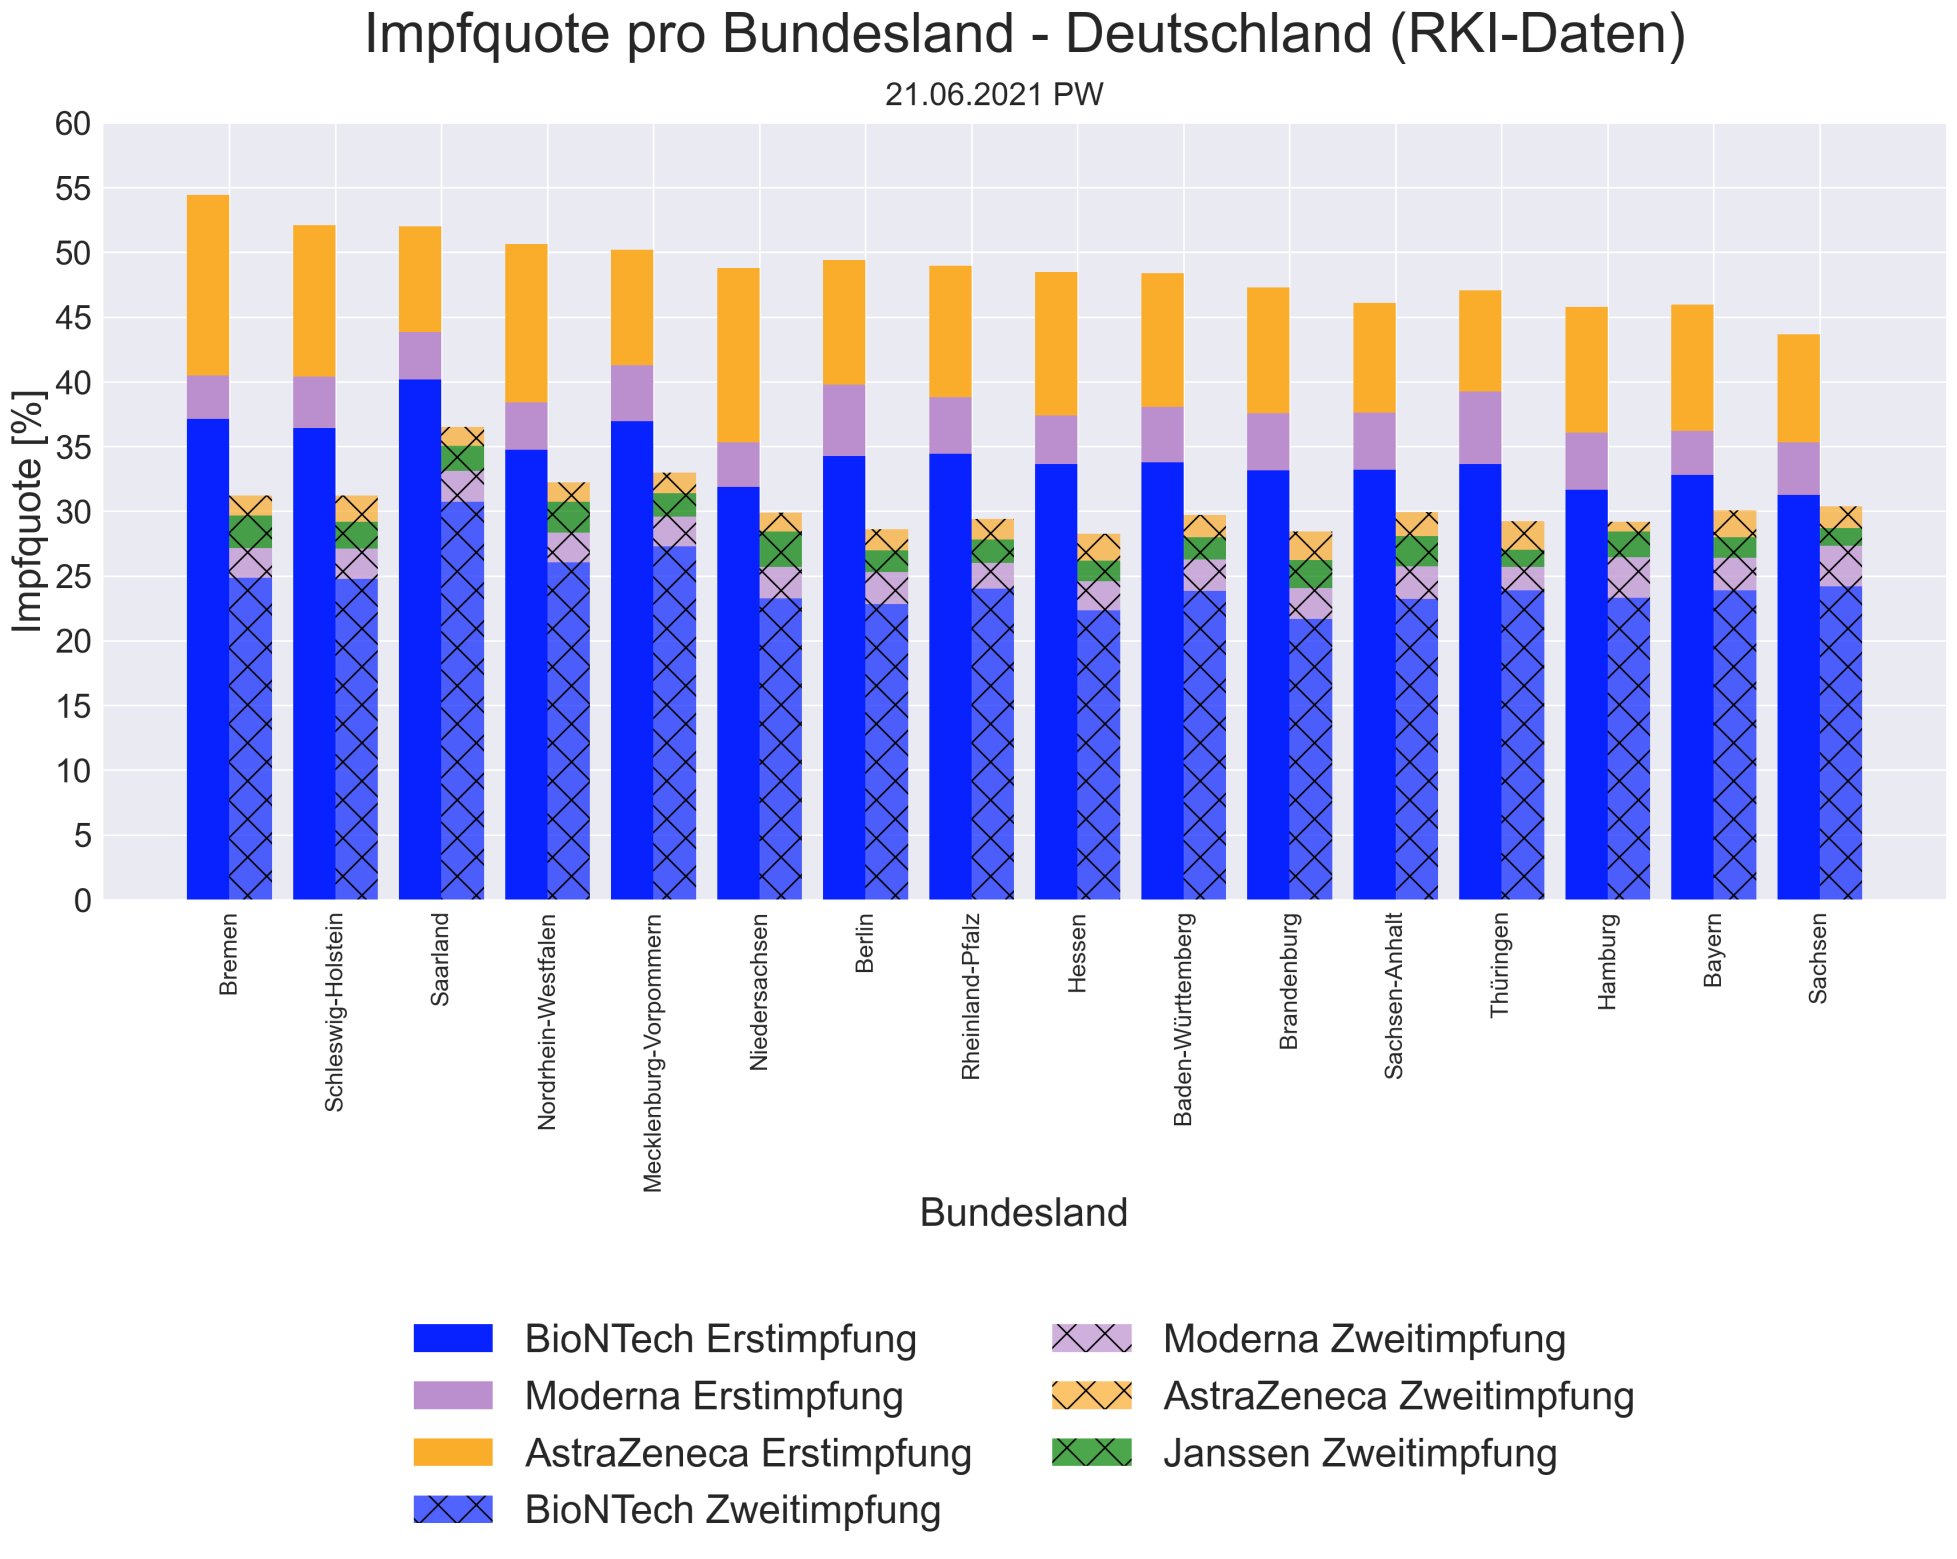 Impfquote pro Bundesland - Deutschland (RKI-Daten)
21.06.2021 PW
60
55
50
45
40
35
30
25
20
15
10
5
0
Impfquote [%]
Bremen
Schleswig-Holstein
Saarland
Nordrhein-Westfalen
Mecklenburg-Vorpommern
Niedersachsen
Berlin
Rheinland-Pfalz
Hessen
Baden-Württemberg
Brandenburg
Sachsen-Anhalt
Thüringen
Hamburg
Bayern
Sachsen
Bundesland
BioNTech Erstimpfung
Moderna Erstimpfung
AstraZeneca Erstimpfung
BioNTech Zweitimpfung
Moderna Zweitimpfung
AstraZeneca Zweitimpfung
Janssen Zweitimpfung